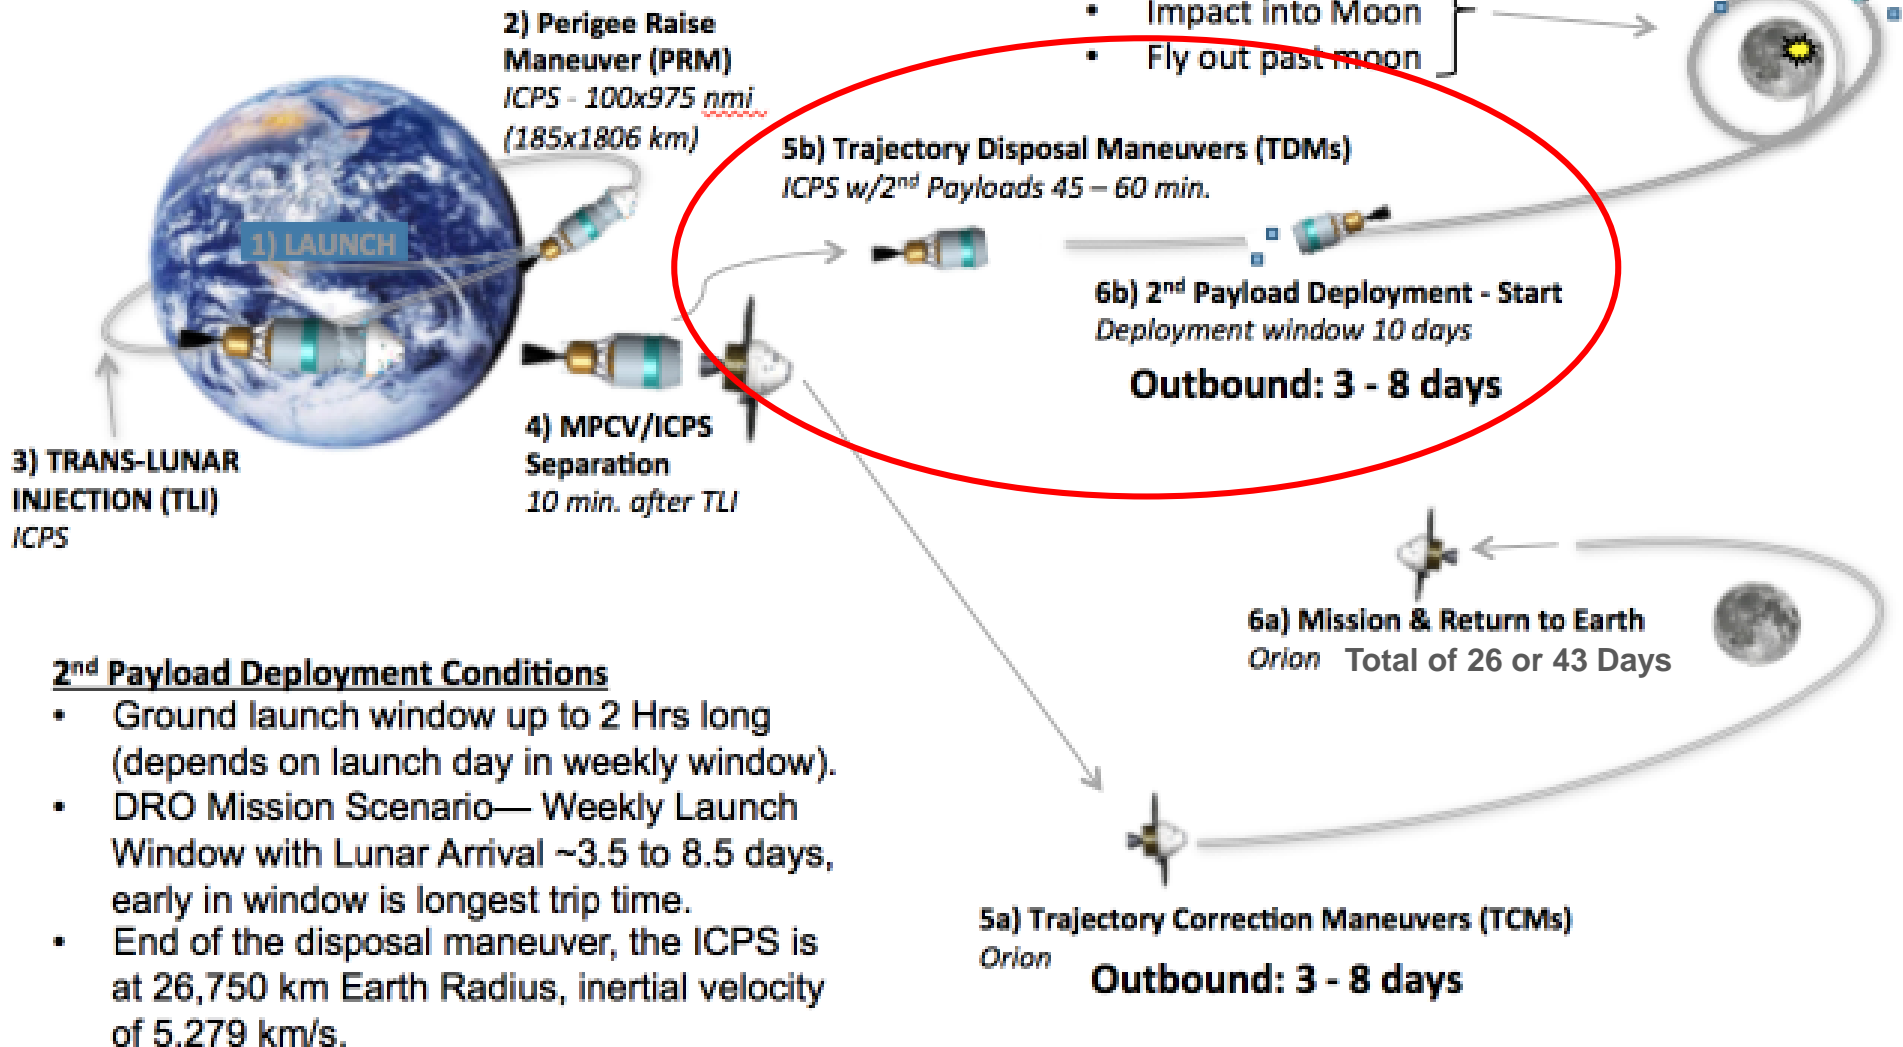 2) Perigee Raise
Maneuver (PRM)
ICPS - 100x975 nmi
(185x1806 km)
• Impact into Moon
• Fly out past moon
5b) Trajectory Disposal Maneuvers (TDMs)
ICPS w/2nd Payloads 45 – 60 min.
1) LAUNCH
6b) 2nd Payload Deployment - Start
Deployment window 10 days
Outbound: 3 - 8 days
3) TRANS-LUNAR
INJECTION (TLI)
ICPS
4) MPCV/ICPS
Separation
10 min. after TLI
6a) Mission & Return to Earth
Orion Total of 26 or 43 Days
2nd Payload Deployment Conditions
• Ground launch window up to 2 Hrs long
(depends on launch day in weekly window).
• DRO Mission Scenario— Weekly Launch
Window with Lunar Arrival ~3.5 to 8.5 days,
early in window is longest trip time.
• End of the disposal maneuver, the ICPS is
at 26,750 km Earth Radius, inertial velocity
of 5.279 km/s.
5a) Trajectory Correction Maneuvers (TCMs)
Orion
Outbound: 3 - 8 days